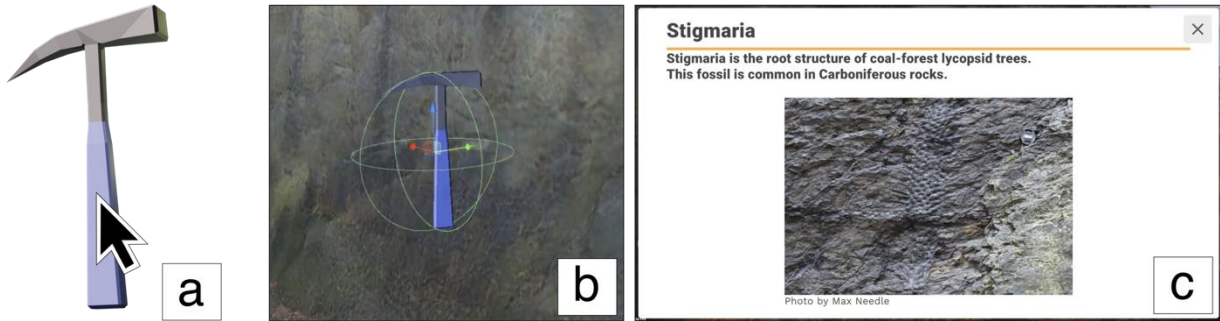 a
b
Stigmaria
Stigmaria is the root structure of coal-forest lycopsid trees.
This fossil is common in Carboniferous rocks.
Photo by Max Needle
c